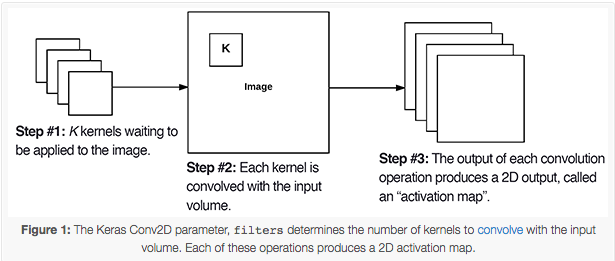 K
Image
Step #1: K kernels waiting to
be applied to the image.
Step #2: Each kernel is
convolved with the input
volume.
Step #3: The output of each convolution
operation produces a 2D output, called
an “activation map”.
Figure 1: The Keras Conv2D parameter, filters determines the number of kernels to convolve with the input
volume. Each of these operations produces a 2D activation map.